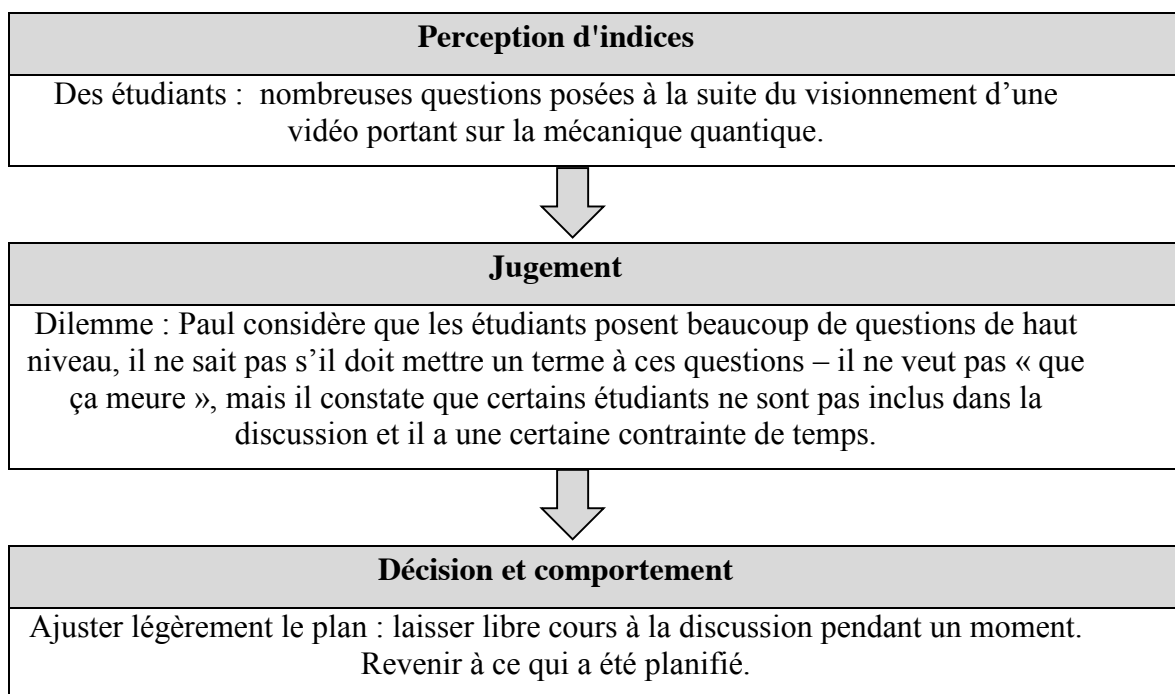 Perception d'indices
Des étudiants :  nombreuses questions posées à la suite du visionnement d’une
vidéo portant sur la mécanique quantique.
Jugement
Dilemme : Paul considère que les étudiants posent beaucoup de questions de haut
niveau, il ne sait pas s’il doit mettre un terme à ces questions – il ne veut pas « que
ça meure », mais il constate que certains étudiants ne sont pas inclus dans la
discussion et il a une certaine contrainte de temps.
Décision et comportement
Ajuster légèrement le plan : laisser libre cours à la discussion pendant un moment.
Revenir à ce qui a été planifié.